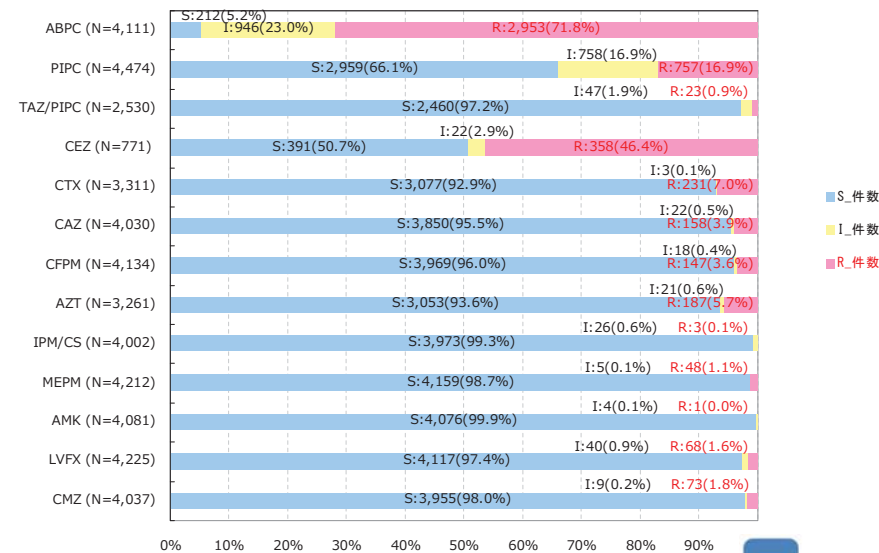 S:212(5.2%)
ABPC (N=4,111) I:946(23.0%) R:2,953(71.8%)
I:758(16.9%)
PIPC (N=4,474) S:2,959(66.1%) R:757(16.9%)
I:47(1.9%) R:23(0.9%)
TAZ/PIPC (N=2,530) S:2,460(97.2%)
I:22(2.9%)
CEZ (N=771) S:391(50.7%) R:358(46.4%)
I:3(0.1%)
CTX (N=3,311) S:3,077(92.9%) R:231(7.0%)
I:22(0.5%)
CAZ (N=4,030) S:3,850(95.5%) R:158(3.9%)
I:18(0.4%)
CFPM (N=4,134) S:3,969(96.0%) R:147(3.6%)
I:21(0.6%)
AZT (N=3,261) S:3,053(93.6%) R:187(5.7%)
I:26(0.6%) R:3(0.1%)
IPM/CS (N=4,002) S:3,973(99.3%)
I:5(0.1%) R:48(1.1%)
MEPM (N=4,212) S:4,159(98.7%)
I:4(0.1%) R:1(0.0%)
AMK (N=4,081) S:4,076(99.9%)
I:40(0.9%) R:68(1.6%)
LVFX (N=4,225) S:4,117(97.4%)
I:9(0.2%) R:73(1.8%)
CMZ (N=4,037) S:3,955(98.0%)
0% 10% 20% 30% 40% 50% 60% 70% 80% 90%
S_件数
I_件数
R_件数